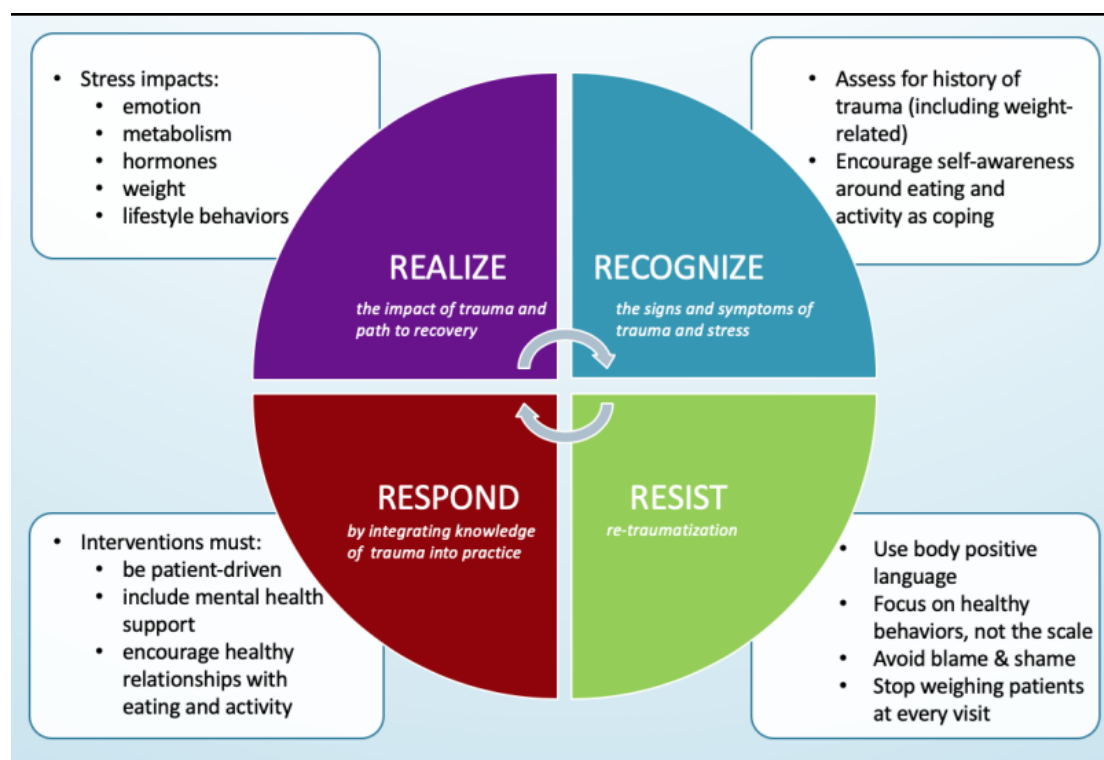 • Stress impacts:
• emotion
• metabolism
• hormones
• weight
• lifestyle behaviors
REALIZE
the impact of trauma and
path to recovery
• Assess for history of
trauma (including weight-
related)
• Encourage self-awareness
around eating and
activity as coping
RECOGNIZE
the signs and symptoms of
trauma and stress
RESPOND
by integrating knowledge
of trauma into practice
• Interventions must:
• be patient-driven
• include mental health
support
• encourage healthy
relationships with
eating and activity
RESIST
re-traumatization
• Use body positive
language
• Focus on healthy
behaviors, not the scale
• Avoid blame & shame
• Stop weighing patients
at every visit